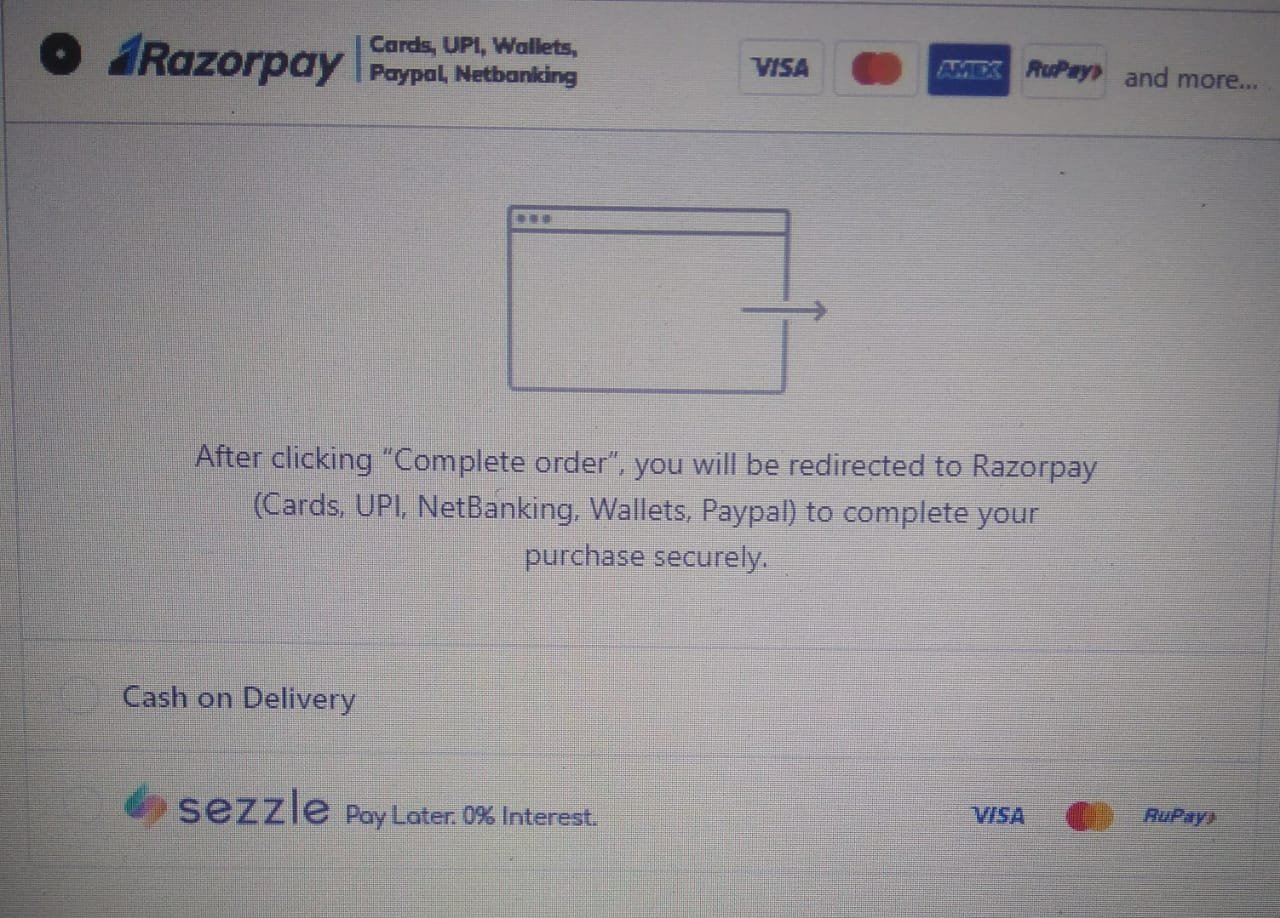 Razorpay
Cards, UPI, Wallets,
Paypal, Netbanking
VISA
AMEX
RuPay
and more...
After clicking “Complete order”, you will be redirected to Razorpay
(Cards, UPI, NetBanking, Wallets, Paypal) to complete your
purchase securely.
Cash on Delivery
sezzle Pay Later. 0% Interest.
VISA
RuPay